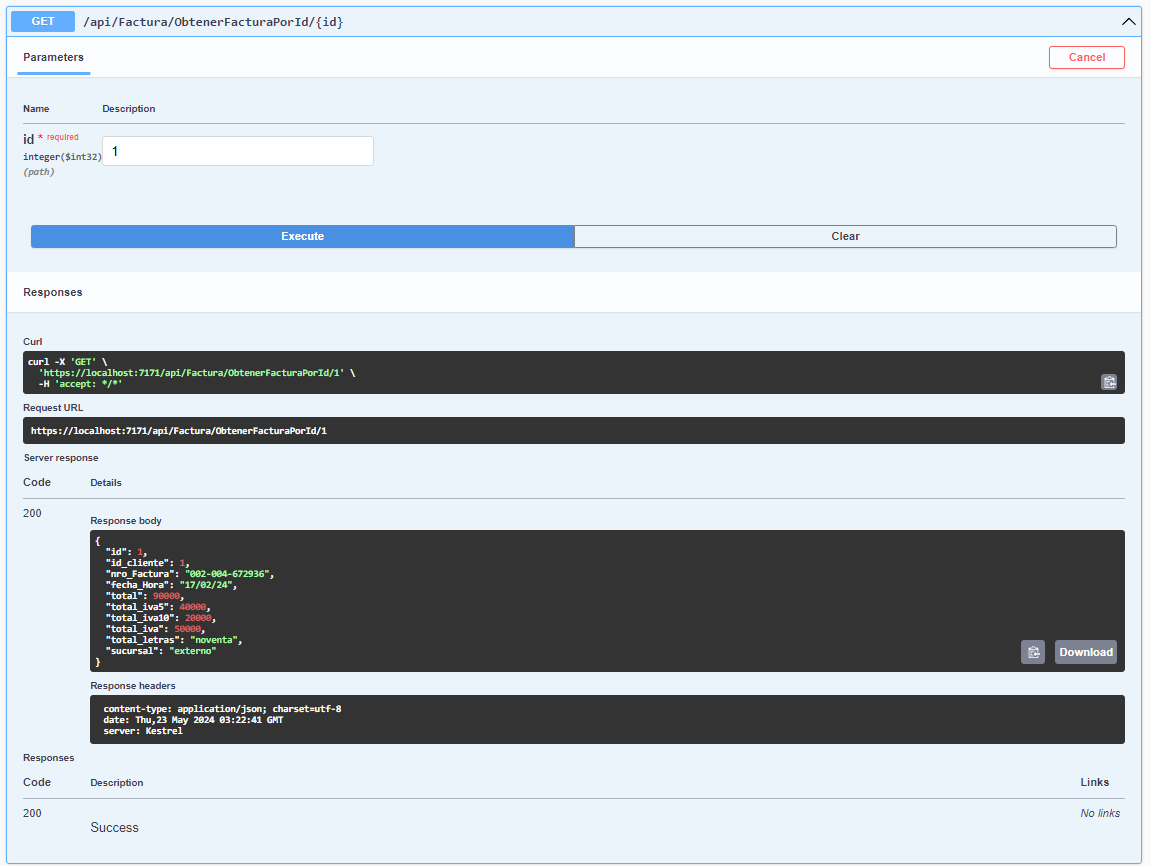 GET /api/Factura/ObtenerFacturaPorId/{id}
Parameters
Cancel
Name Description
id * required
integer($int32)
(path)
1
Execute Clear
Responses
Curl
curl -X 'GET' \
'https://localhost:7171/api/Factura/ObtenerFacturaPorId/1' \
-H 'accept: */*'
Request URL
https://localhost:7171/api/Factura/ObtenerFacturaPorId/1
Server response
Code Details
200
Response body
{
"id": 1,
"id_cliente": 1,
"nro_Factura": "002-004-672936",
"fecha_Hora": "17/02/24",
"total": 90000,
"total_iva5": 40000,
"total_iva10": 20000,
"total_iva": 50000,
"total_letras": "noventa",
"sucursal": "externo"
}
Download
Response headers
content-type: application/json; charset=utf-8
date: Thu,23 May 2024 03:22:41 GMT
server: Kestrel
Responses
Code Description Links
200
Success
No links